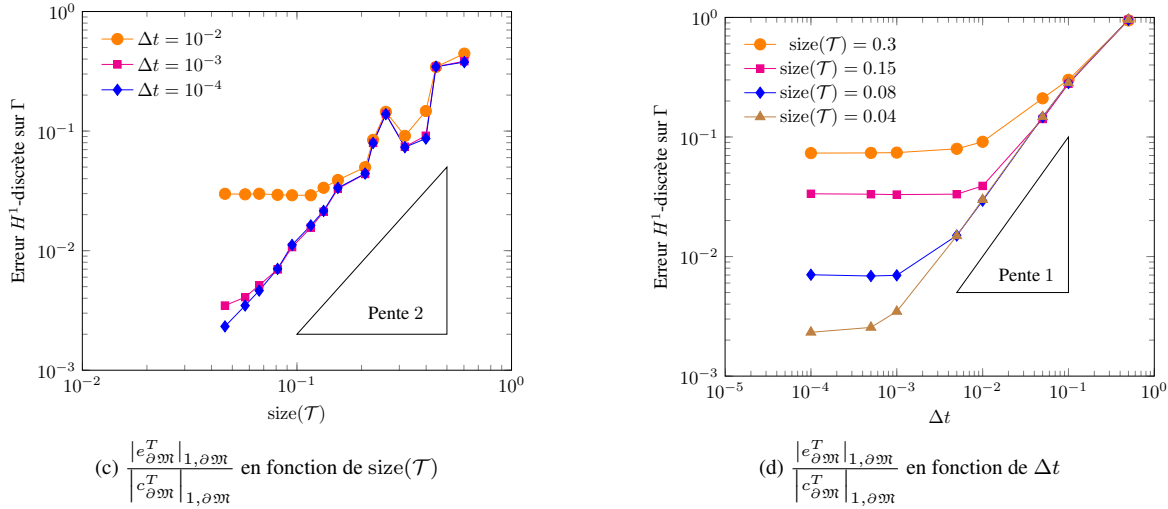 10^0
10^{-1}
10^{-2}
10^{-3}
Erreur H^1-discrète sur Γ
Δt = 10^{-2}
Δt = 10^{-3}
Δt = 10^{-4}
Pente 2
10^{-2} 10^{-1} 10^0
size(𝒯)
(c) |e^T_{∂𝔐}|_{1,∂𝔐} / |c^T_{∂𝔐}|_{1,∂𝔐} en fonction de size(𝒯)
10^0
10^{-1}
10^{-2}
10^{-3}
Erreur H^1-discrète sur Γ
size(𝒯) = 0.3
size(𝒯) = 0.15
size(𝒯) = 0.08
size(𝒯) = 0.04
Pente 1
10^{-5} 10^{-4} 10^{-3} 10^{-2} 10^{-1} 10^0
Δt
(d) |e^T_{∂𝔐}|_{1,∂𝔐} / |c^T_{∂𝔐}|_{1,∂𝔐} en fonction de Δt